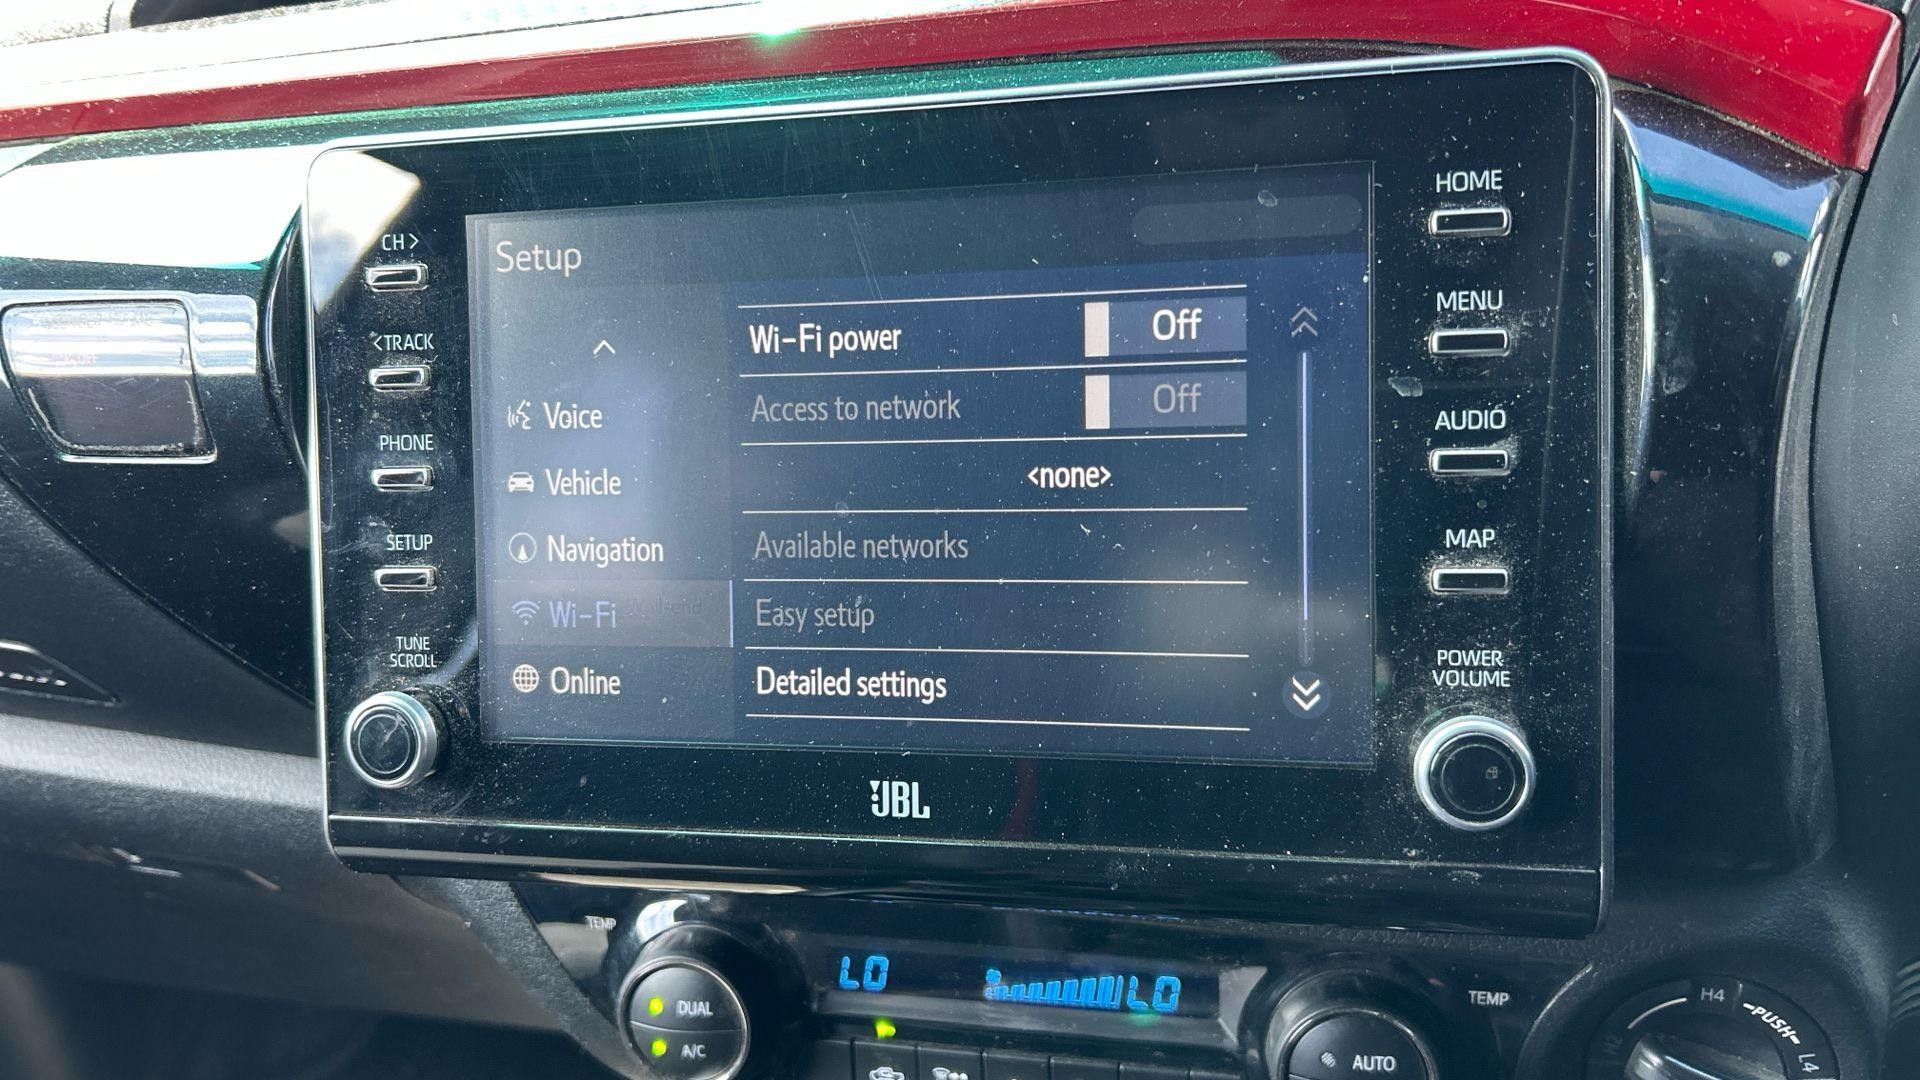 Setup
Voice
Vehicle
Navigation
Wi-Fi
Online
Wi-Fi power Off
Access to network Off
<none>
Available networks
Easy setup
Detailed settings
CH>
<TRACK
PHONE
SETUP
TUNE
SCROLL
HOME
MENU
AUDIO
MAP
POWER
VOLUME
JBL
TEMP
DUAL
A/C
LO
LO
TEMP
AUTO
H4
PUSH
L4